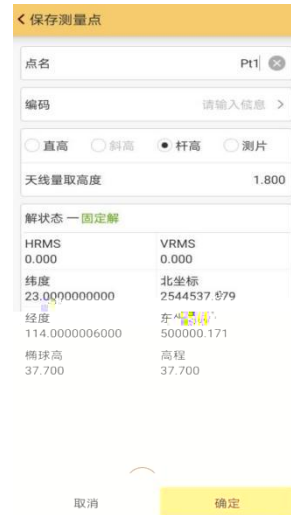 保存测量点
点名 Pt1
编码 请输入信息 >
直高 斜高 杆高 测片
天线量取高度 1.800
解状态 — 固定解
HRMS VRMS
0.000 0.000
纬度 北坐标
23.0000000000 2544537.979
经度 东
114.0000006000 500000.171
椭球高 高程
37.700 37.700
取消 确定